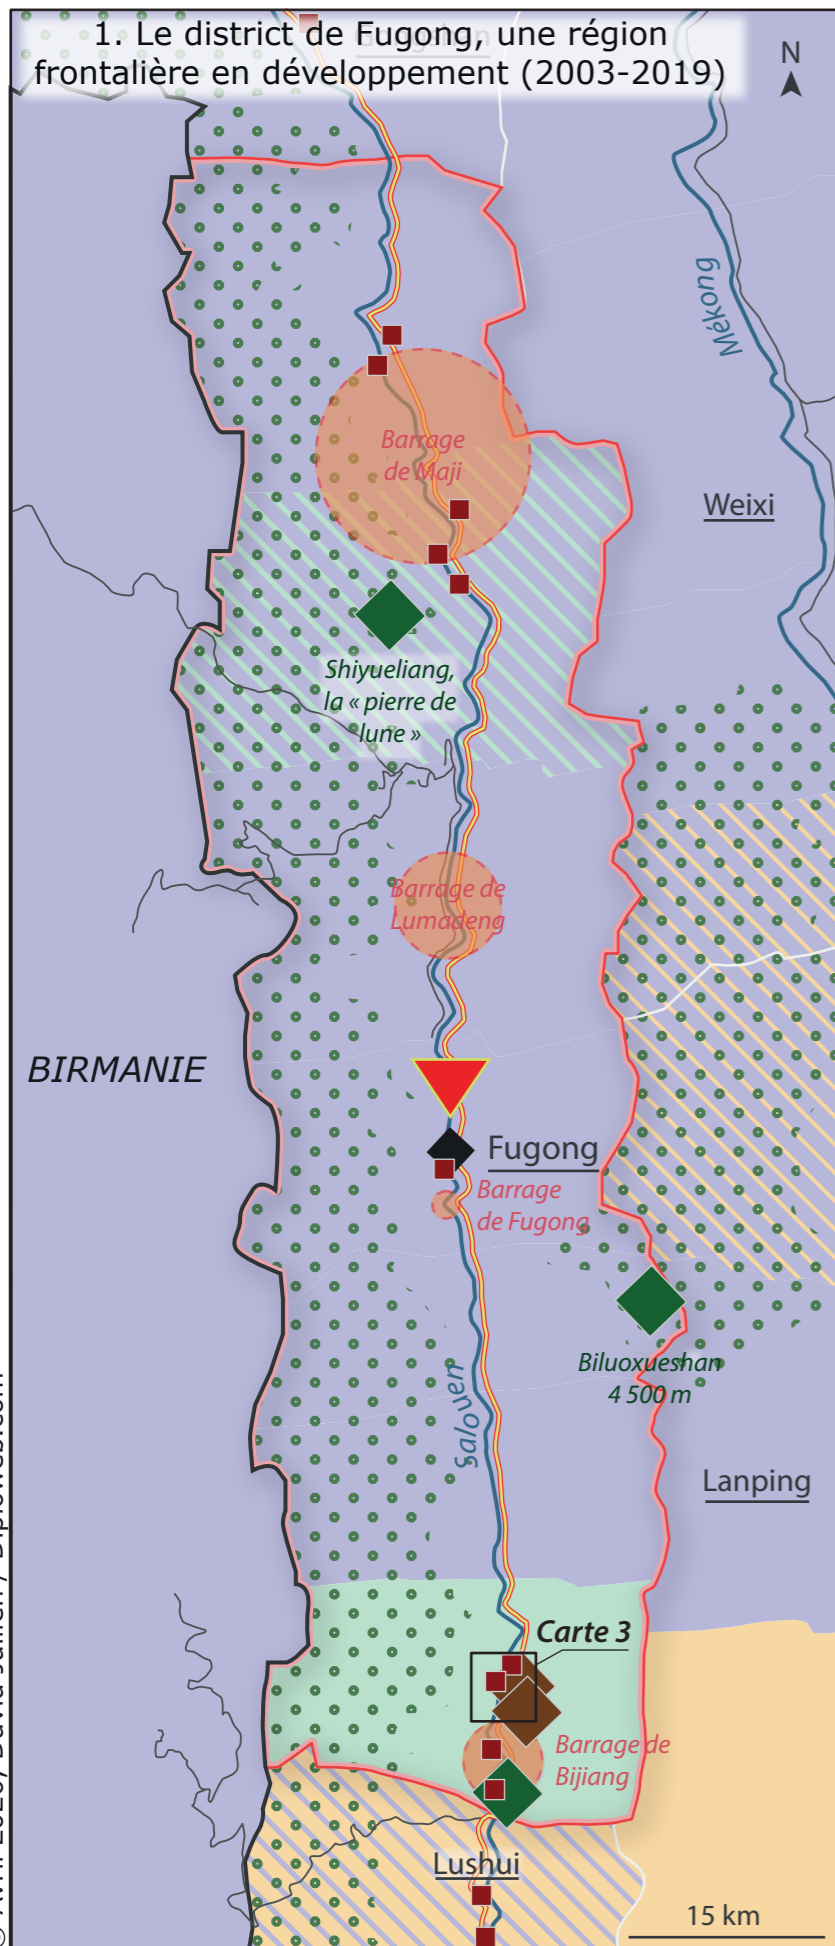 1. Le district de Fugong, une région
frontalière en développement (2003-2019)
N
Mékong
Barrage
de Maji
Weixi
Shiyueliang,
la « pierre de
lune »
Barrage de
Lumadeng
BIRMANIE
Fugong
Barrage
de Fugong
Biluoxueshan
4 500 m
Salouen
Lanping
Carte 3
Barrage de
Bijiang
Lushui
15 km